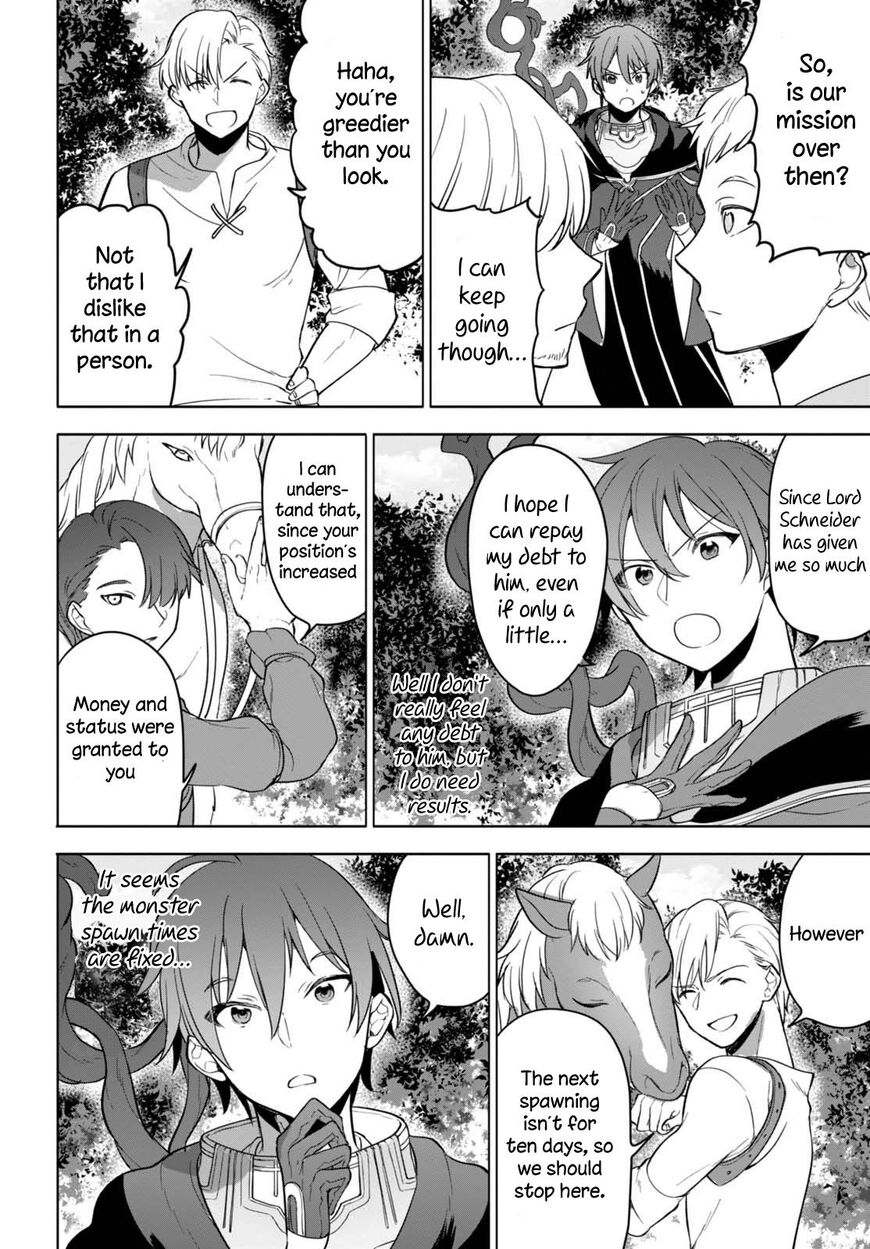 So,
is our
mission
over
then?
I can
keep
going
though...
Haha,
you're
greedier
than you
look.
Not
that I
dislike
that in a
person.
Since Lord
Schneider
has given
me so much
I hope I
can repay
my debt to
him, even
if only a
little...
Well I don't
really feel
any debt
to him, but
I do need
results.
I can
under-
stand that,
since your
position's
increased
Money and
status were
granted to
you
However
The next
spawning
isn't for
ten days, so
we should
stop here.
Well,
damn.
It seems
the monster
spawn times
are fixed...